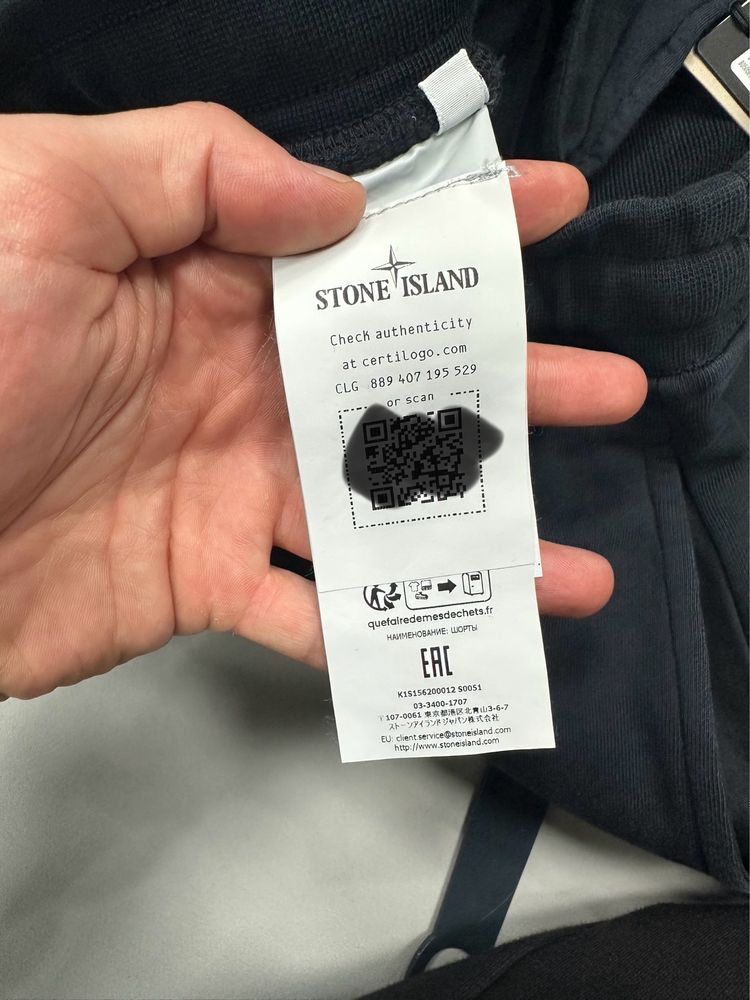 STONE ISLAND
Check authenticity
at certilogo.com
CLG 889 407 195 529
or scan
quefairedemesdechets.fr
НАИМЕНОВАНИЕ: ШОРТЫ
EAC
K1S156200012 S0051
03-3400-1707
〒107-0061 東京都港区北青山3-6-7
ストーンアイランドジャパン株式会社
EU: client.service@stoneisland.com
http://www.stoneisland.com